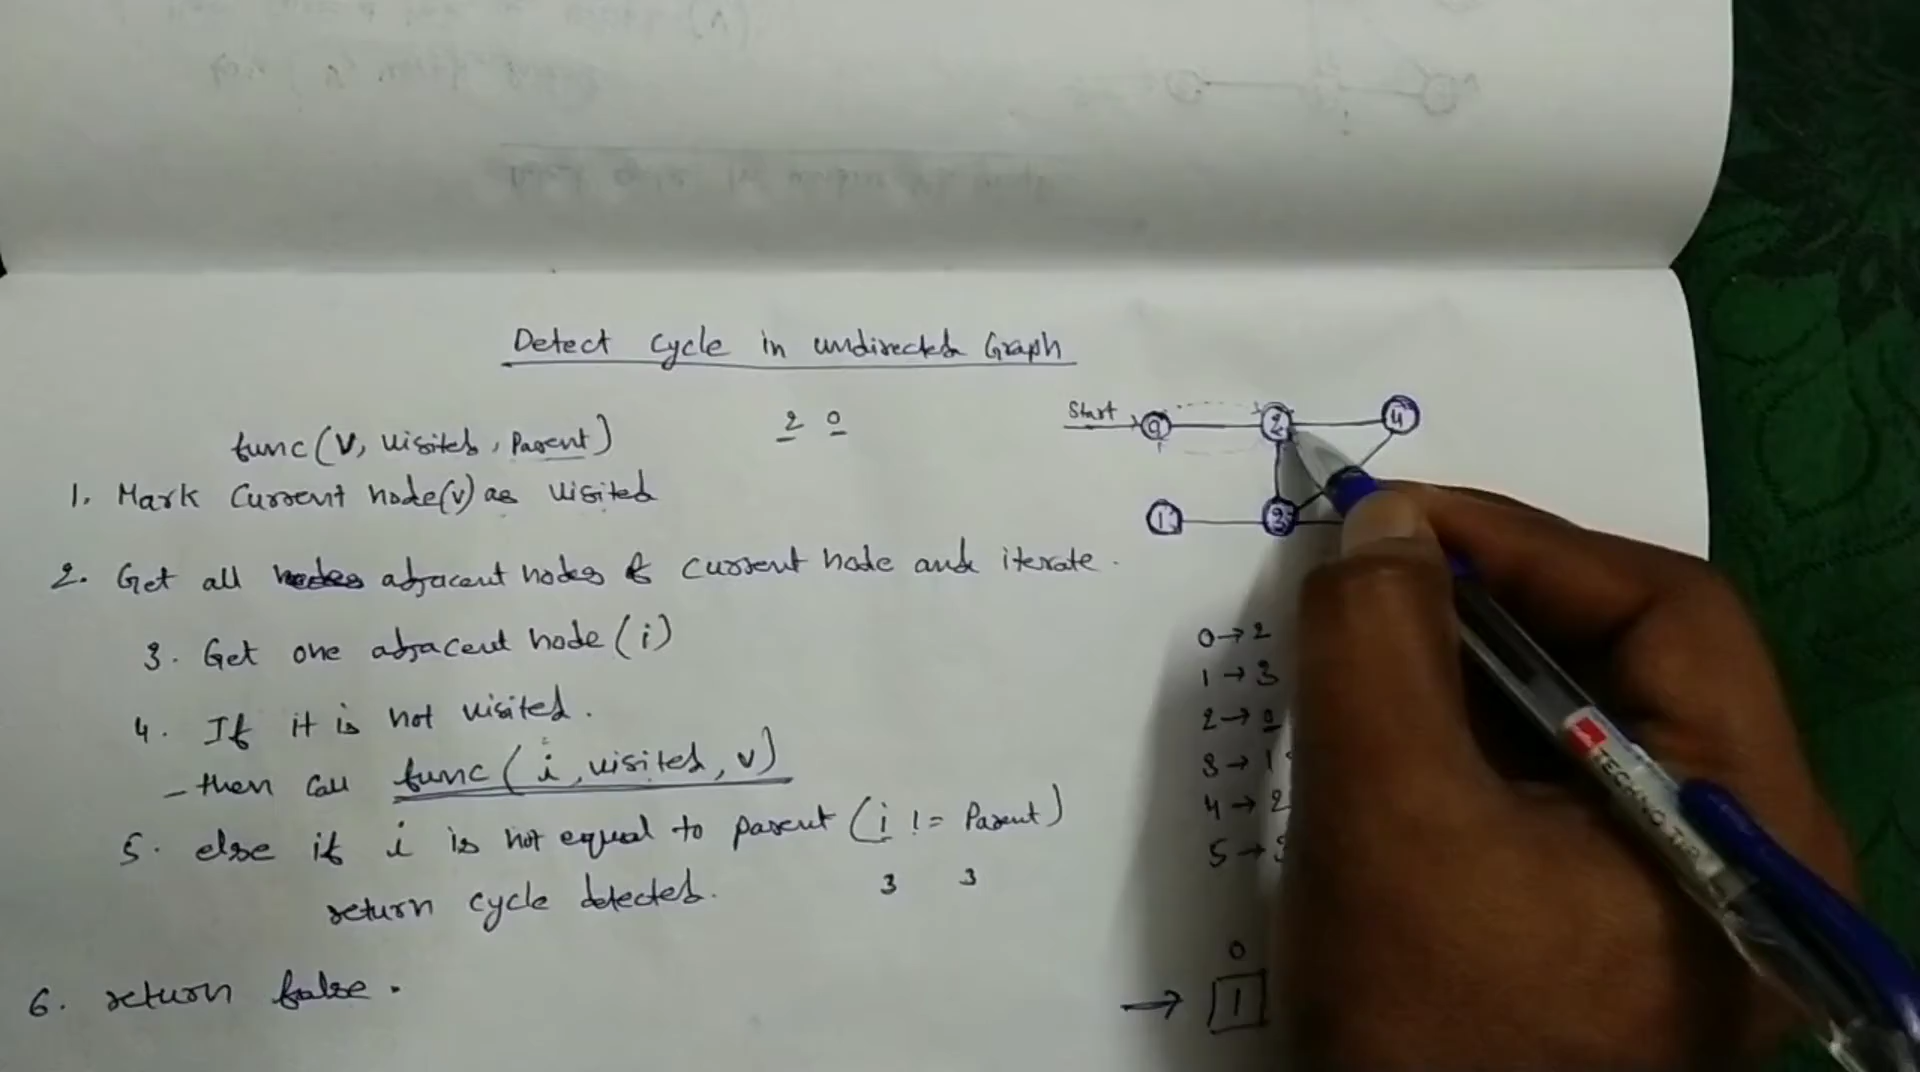 Detect cycle in undirected Graph
func(V, visited, Parent)
2 0
1. Mark Current node(v) as visited
2. Get all adjacent nodes of current node and iterate.
3. Get one adjacent node (i)
4. If it is not visited.
- then call func(i, visited, v)
5. else if i is not equal to parent (i != Parent)
return cycle detected.
3 3
6. return false.
Start
0 2 4
1 3
0→2
1→3
2→0
3→1
4→2
5→3
0
→ 1
TECHNO TIP